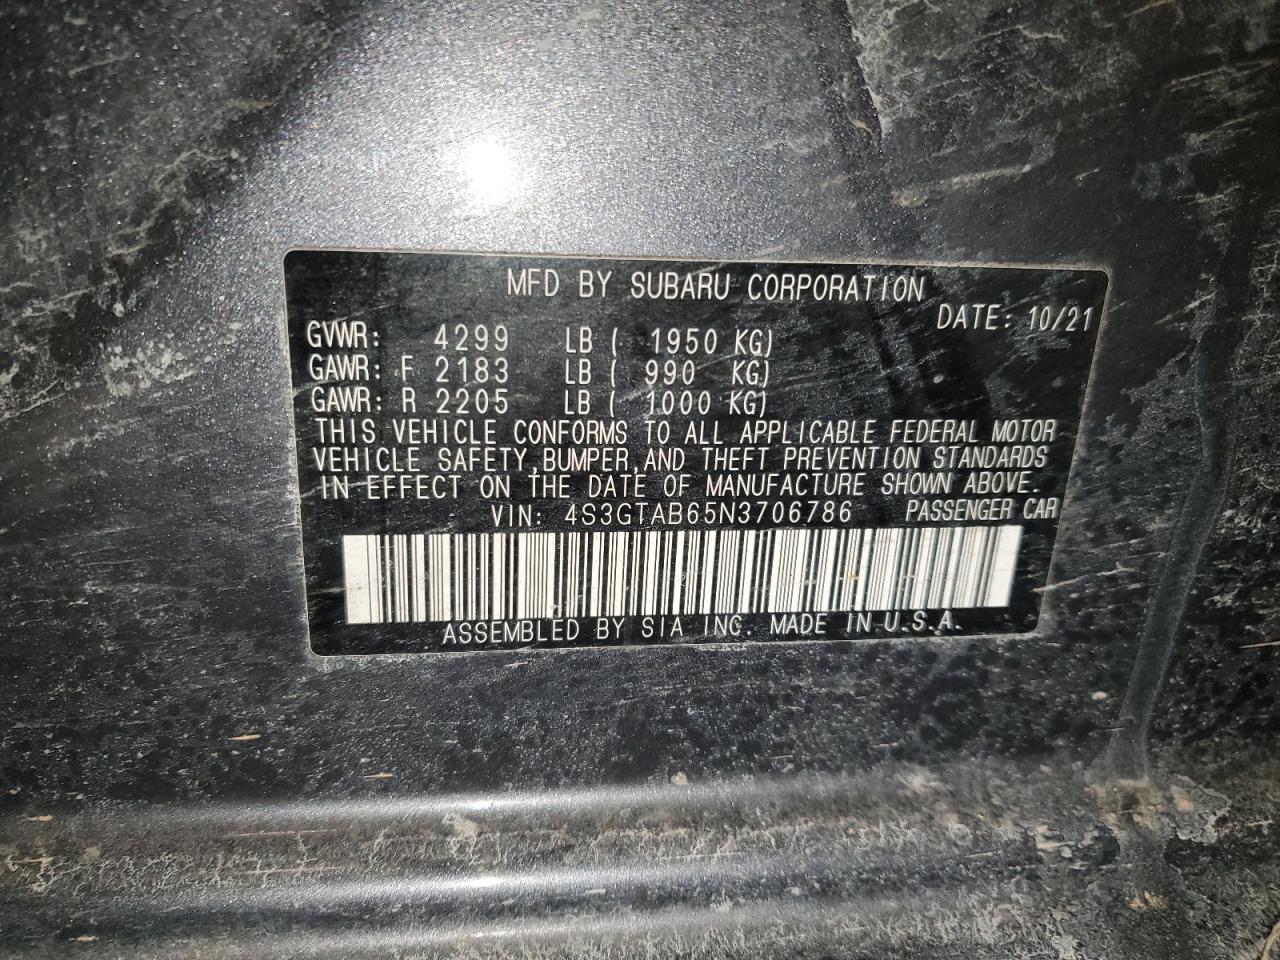 MFD BY SUBARU CORPORATION
DATE: 10/21
GVWR: 4299 LB ( 1950 KG)
GAWR: F 2183 LB ( 990 KG)
GAWR: R 2205 LB ( 1000 KG)
THIS VEHICLE CONFORMS TO ALL APPLICABLE FEDERAL MOTOR
VEHICLE SAFETY,BUMPER,AND THEFT PREVENTION STANDARDS
IN EFFECT ON THE DATE OF MANUFACTURE SHOWN ABOVE.
VIN: 4S3GTAB65N3706786 PASSENGER CAR
ASSEMBLED BY SIA INC. MADE IN U.S.A.